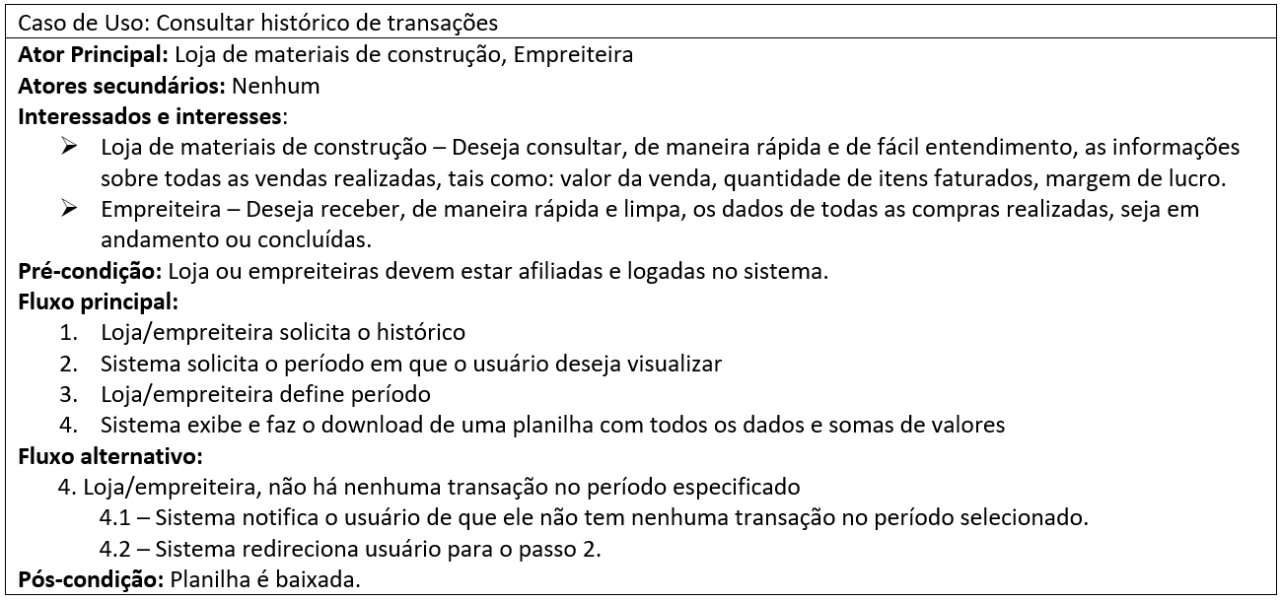 Caso de Uso: Consultar histórico de transações
Ator Principal: Loja de materiais de construção, Empreiteira
Atores secundários: Nenhum
Interessados e interesses:
➢ Loja de materiais de construção – Deseja consultar, de maneira rápida e de fácil entendimento, as informações
sobre todas as vendas realizadas, tais como: valor da venda, quantidade de itens faturados, margem de lucro.
➢ Empreiteira – Deseja receber, de maneira rápida e limpa, os dados de todas as compras realizadas, seja em
andamento ou concluídas.
Pré-condição: Loja ou empreiteiras devem estar afiliadas e logadas no sistema.
Fluxo principal:
1. Loja/empreiteira solicita o histórico
2. Sistema solicita o período em que o usuário deseja visualizar
3. Loja/empreiteira define período
4. Sistema exibe e faz o download de uma planilha com todos os dados e somas de valores
Fluxo alternativo:
4. Loja/empreiteira, não há nenhuma transação no período especificado
4.1 – Sistema notifica o usuário de que ele não tem nenhuma transação no período selecionado.
4.2 – Sistema redireciona usuário para o passo 2.
Pós-condição: Planilha é baixada.